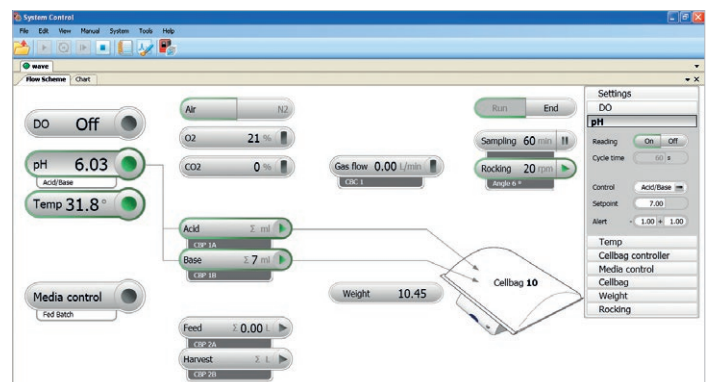 System Control
File Edit View Manual System Tools Help
wave
Flow Scheme Chart
DO Off
pH 6.03
Acid/Base
Temp 31.8°
Media control
Fed Batch
Air N2
O2 21 %
CO2 0 %
Gas flow 0.00 L/min
CBC 1
Run End
Sampling 60 min
Rocking 20 rpm
Angle 6 °
Acid Σ ml
CBP 1A
Base Σ 7 ml
CBP 1B
Cellbag 10
Weight 10.45
Feed Σ 0.00 L
CBP 2A
Harvest Σ L
CBP 2B
Settings
DO
pH
Reading On Off
Cycle time 60 s
Control Acid/Base
Setpoint 7.00
Alert - 1.00 + 1.00
Temp
Cellbag controller
Media control
Cellbag
Weight
Rocking